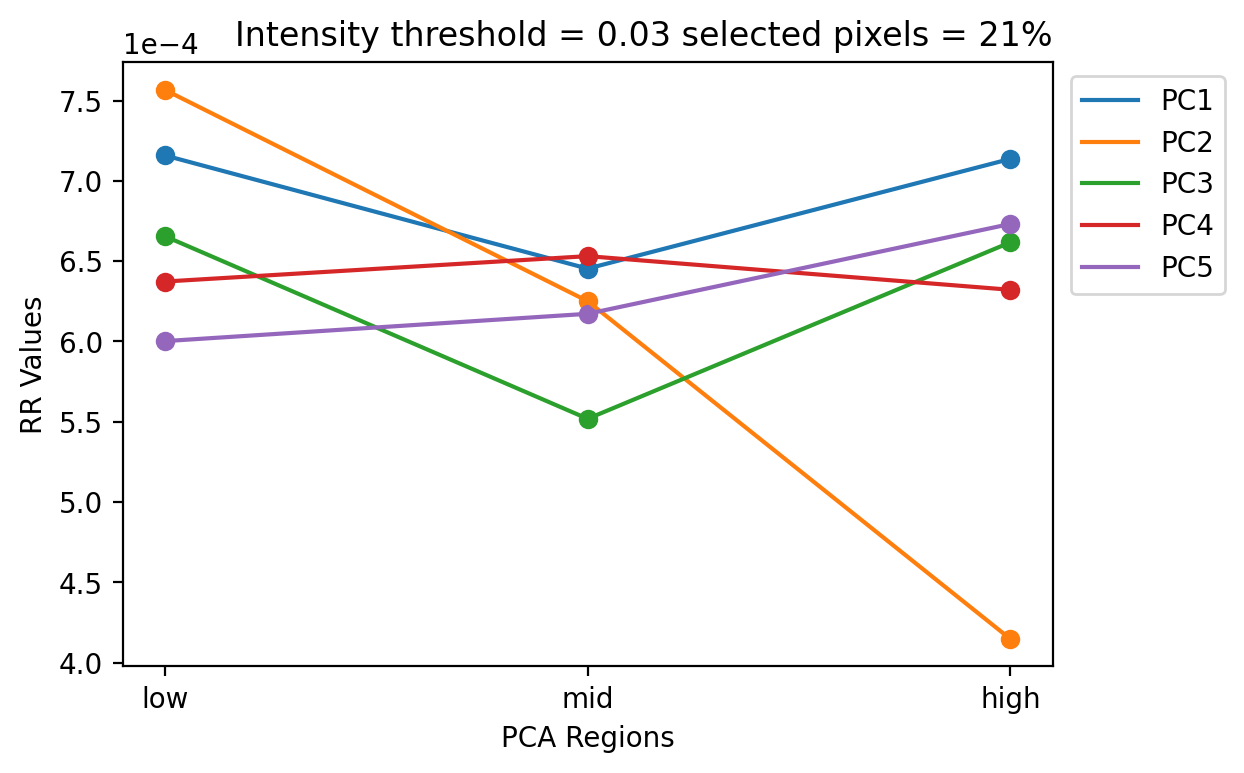 Intensity threshold = 0.03 selected pixels = 21%
1e−4
7.5
7.0
6.5
6.0
5.5
5.0
4.5
4.0
RR Values
low mid high
PCA Regions
PC1
PC2
PC3
PC4
PC5